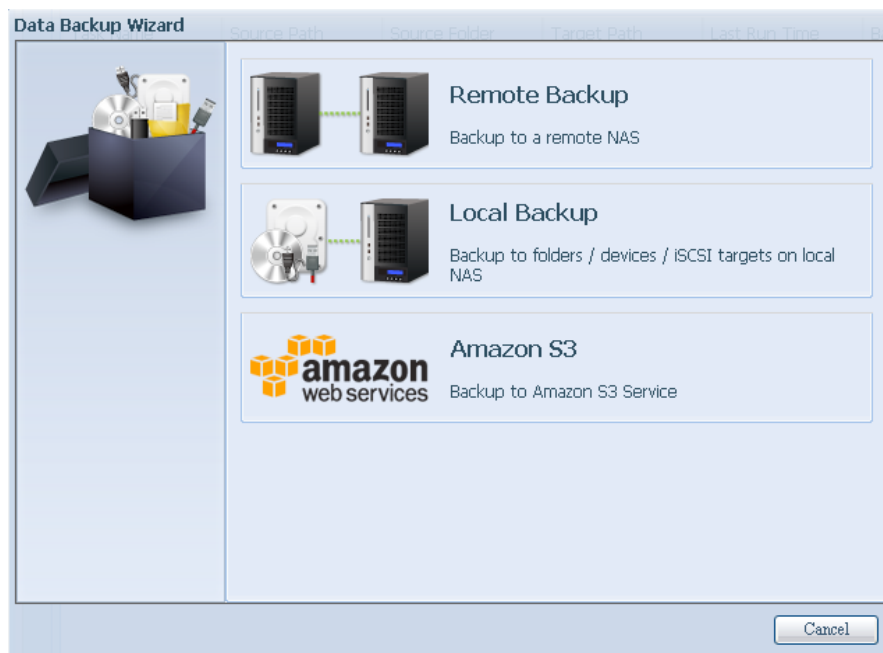 Data Backup Wizard
Task Name Source Path Source Folder Target Path Last Run Time B
Remote Backup
Backup to a remote NAS
Local Backup
Backup to folders / devices / iSCSI targets on local
NAS
amazon
web services
Amazon S3
Backup to Amazon S3 Service
Cancel